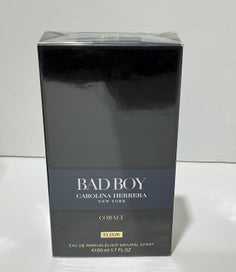 BAD BOY
CAROLINA HERRERA
NEW YORK
COBALT
ELIXIR
EAU DE PARFUM ELIXIR NATURAL SPRAY
50 ml 1.7 FL.OZ